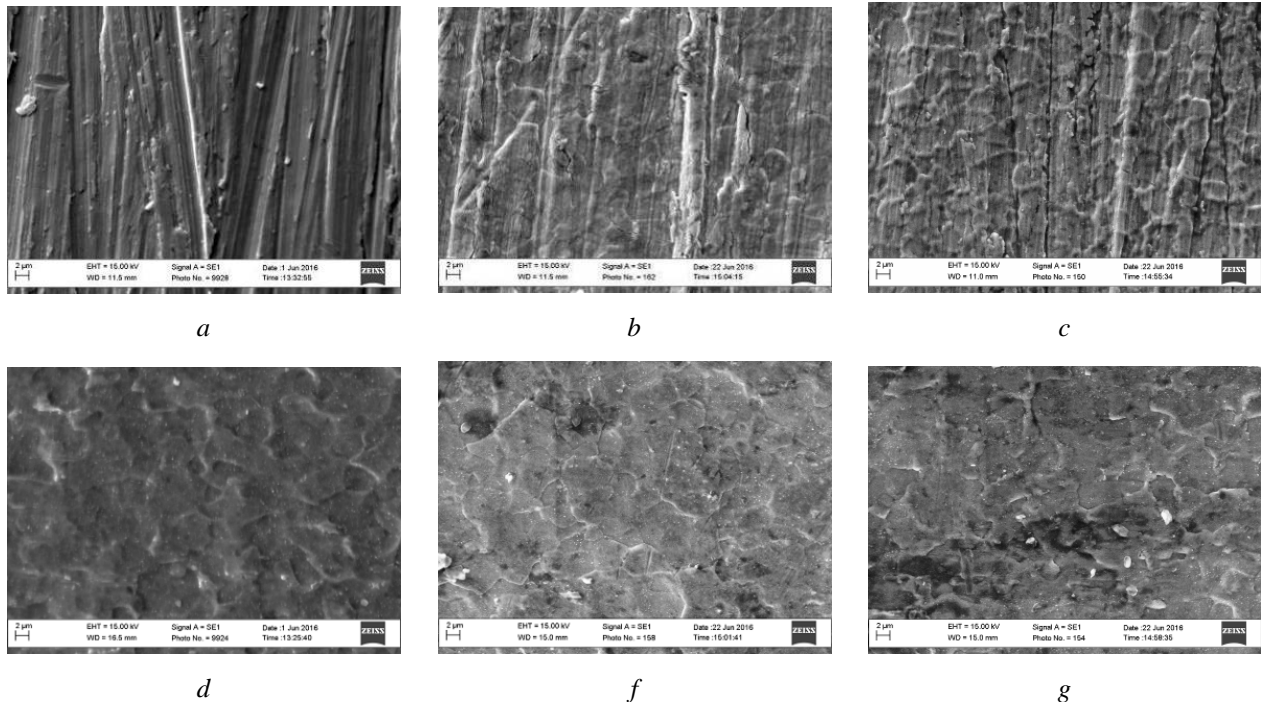 2 µm EHT = 15.00 kV Signal A = SE1 Date :1 Jun 2016 ZEISS
WD = 11.5 mm Photo No. = 9928 Time :13:32:55
2 µm EHT = 15.00 kV Signal A = SE1 Date :22 Jun 2016 ZEISS
WD = 11.5 mm Photo No. = 162 Time :15:04:15
2 µm EHT = 15.00 kV Signal A = SE1 Date :22 Jun 2016 ZEISS
WD = 11.0 mm Photo No. = 150 Time :14:55:34
a b c
2 µm EHT = 15.00 kV Signal A = SE1 Date :1 Jun 2016 ZEISS
WD = 16.5 mm Photo No. = 9924 Time :13:25:40
2 µm EHT = 15.00 kV Signal A = SE1 Date :22 Jun 2016 ZEISS
WD = 15.0 mm Photo No. = 158 Time :15:01:41
2 µm EHT = 15.00 kV Signal A = SE1 Date :22 Jun 2016 ZEISS
WD = 15.0 mm Photo No. = 154 Time :14:58:35
d f g